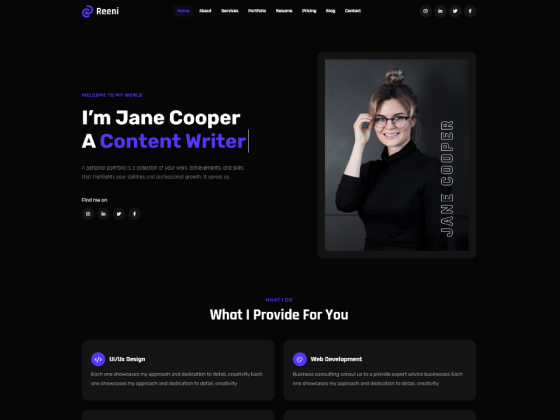 Reeni
Home About Services Portfolio Resume Pricing Blog Contact
WELCOME TO MY WORLD
I'm Jane Cooper
A Content Writer
A personal portfolio is a collection of your work, achievements, and skills
that highlights your abilities and professional growth. It serves as
Find me on
JANE COOPER
WHAT I DO
What I Provide For You
Ui/Ux Design
Each one showcases my approach and dedication to detail, creativity Each
one showcases my approach and dedication to detail, creativity
Web Development
Business consulting consul us to a provide expert advice businesses Each
one showcases my approach and dedication to detail, creativity